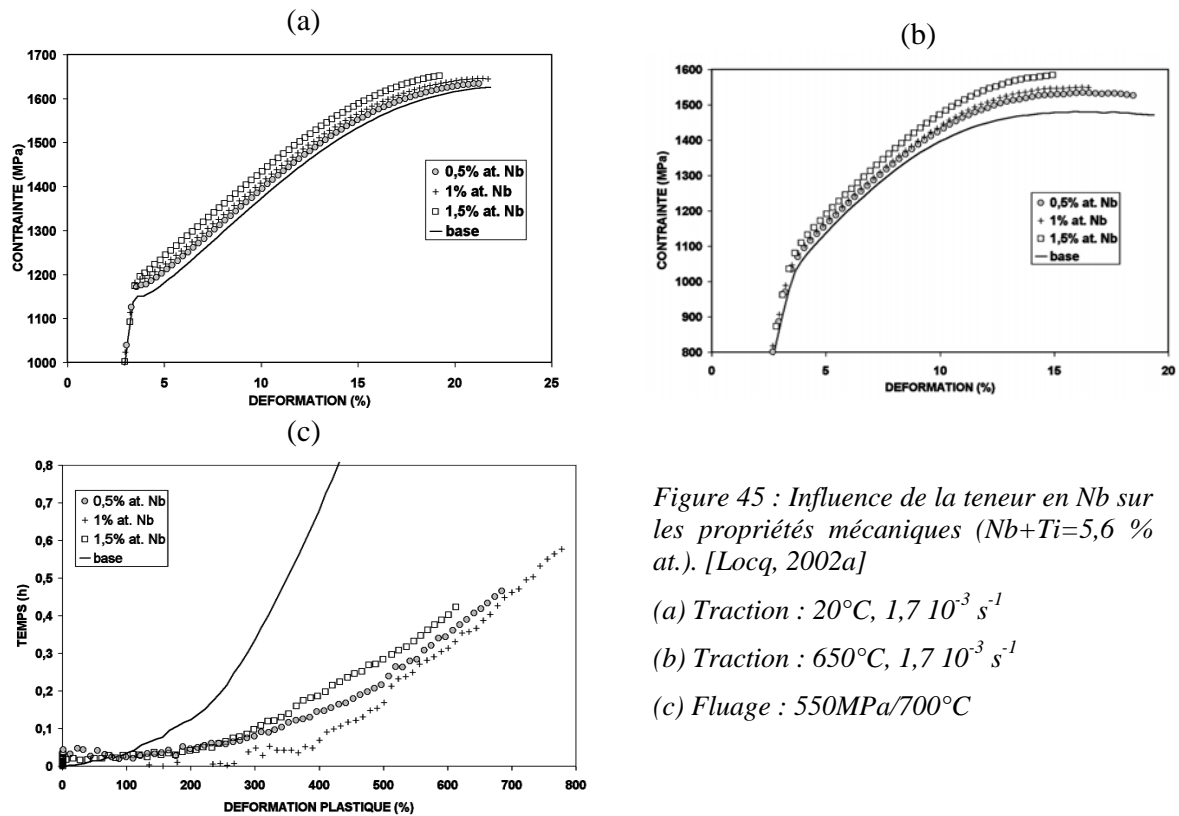 (a)
1700
1600
1500
1400
1300
1200
1100
1000
0
5
10
15
20
25
CONTRAINTE (MPa)
DEFORMATION (%)
0,5% at. Nb
1% at. Nb
1,5% at. Nb
base
(b)
1600
1500
1400
1300
1200
1100
1000
900
800
0
5
10
15
20
CONTRAINTE (MPa)
DEFORMATION (%)
0,5% at. Nb
1% at. Nb
1,5% at. Nb
base
(c)
0,8
0,7
0,6
0,5
0,4
0,3
0,2
0,1
0
0
100
200
300
400
500
600
700
800
TEMPS (h)
DEFORMATION PLASTIQUE (%)
0,5% at. Nb
1% at. Nb
1,5% at. Nb
base
Figure 45 : Influence de la teneur en Nb sur
les propriétés mécaniques (Nb+Ti=5,6 %
at.). [Locq, 2002a]
(a) Traction : 20°C, 1,7 10⁻³ s⁻¹
(b) Traction : 650°C, 1,7 10⁻³ s⁻¹
(c) Fluage : 550MPa/700°C